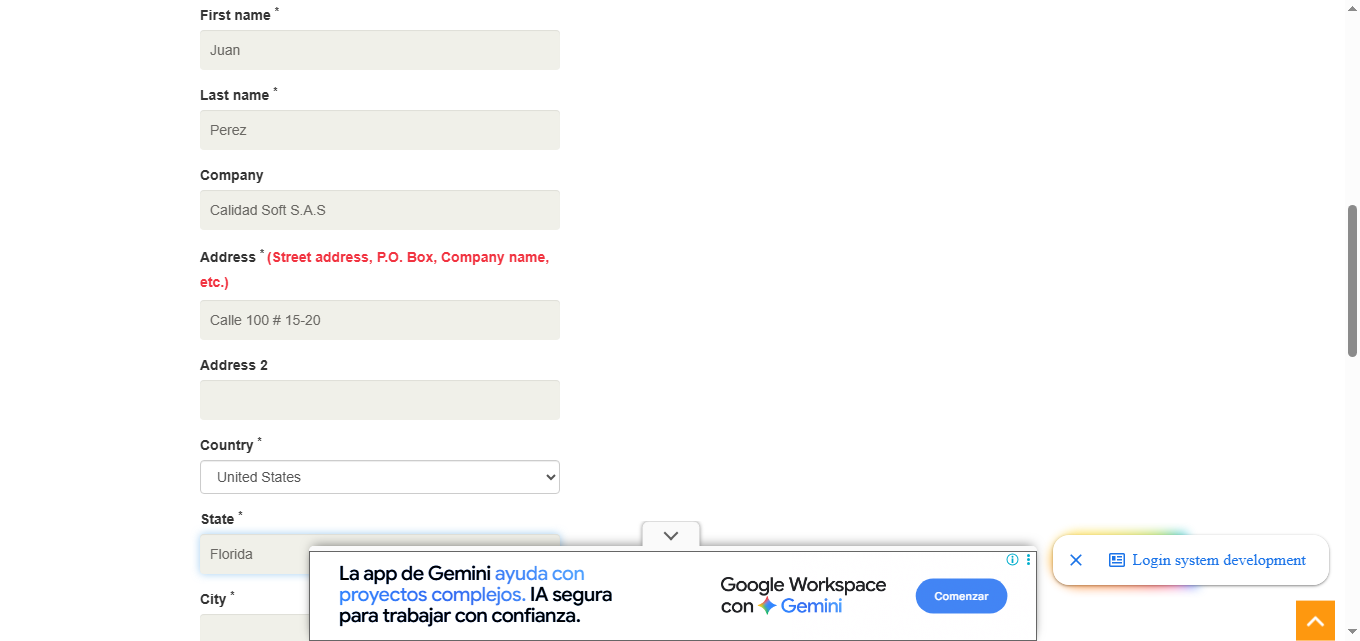 First name *
Juan
Last name *
Perez
Company
Calidad Soft S.A.S
Address * (Street address, P.O. Box, Company name,
etc.)
Calle 100 # 15-20
Address 2
Country *
United States
State *
Florida
City *
La app de Gemini ayuda con
proyectos complejos. IA segura
para trabajar con confianza.
Google Workspace
con Gemini
Comenzar
Login system development